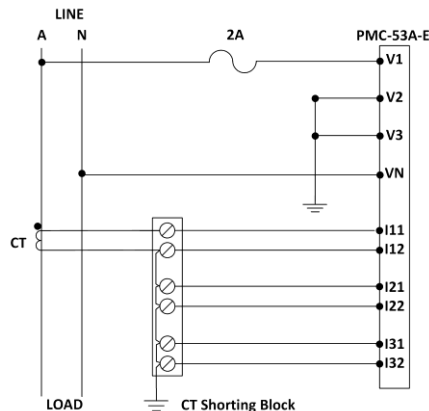 LINE
A N 2A PMC-53A-E
V1
V2
V3
VN
I11
CT I12
I21
I22
I31
I32
LOAD CT Shorting Block